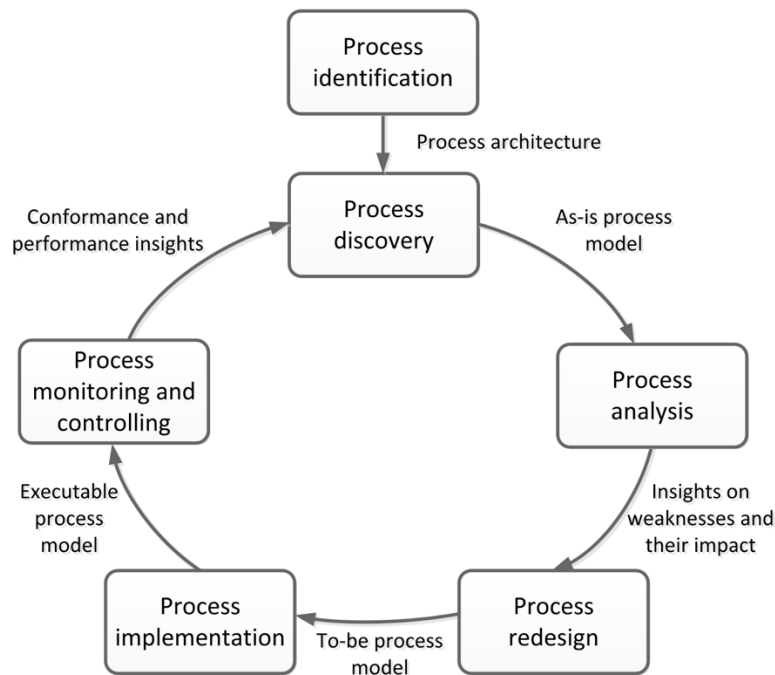 Process
identification
Process architecture
Process
discovery
Conformance and
performance insights
As-is process
model
Process
monitoring and
controlling
Process
analysis
Executable
process
model
Insights on
weaknesses and
their impact
Process
implementation
To-be process
model
Process
redesign